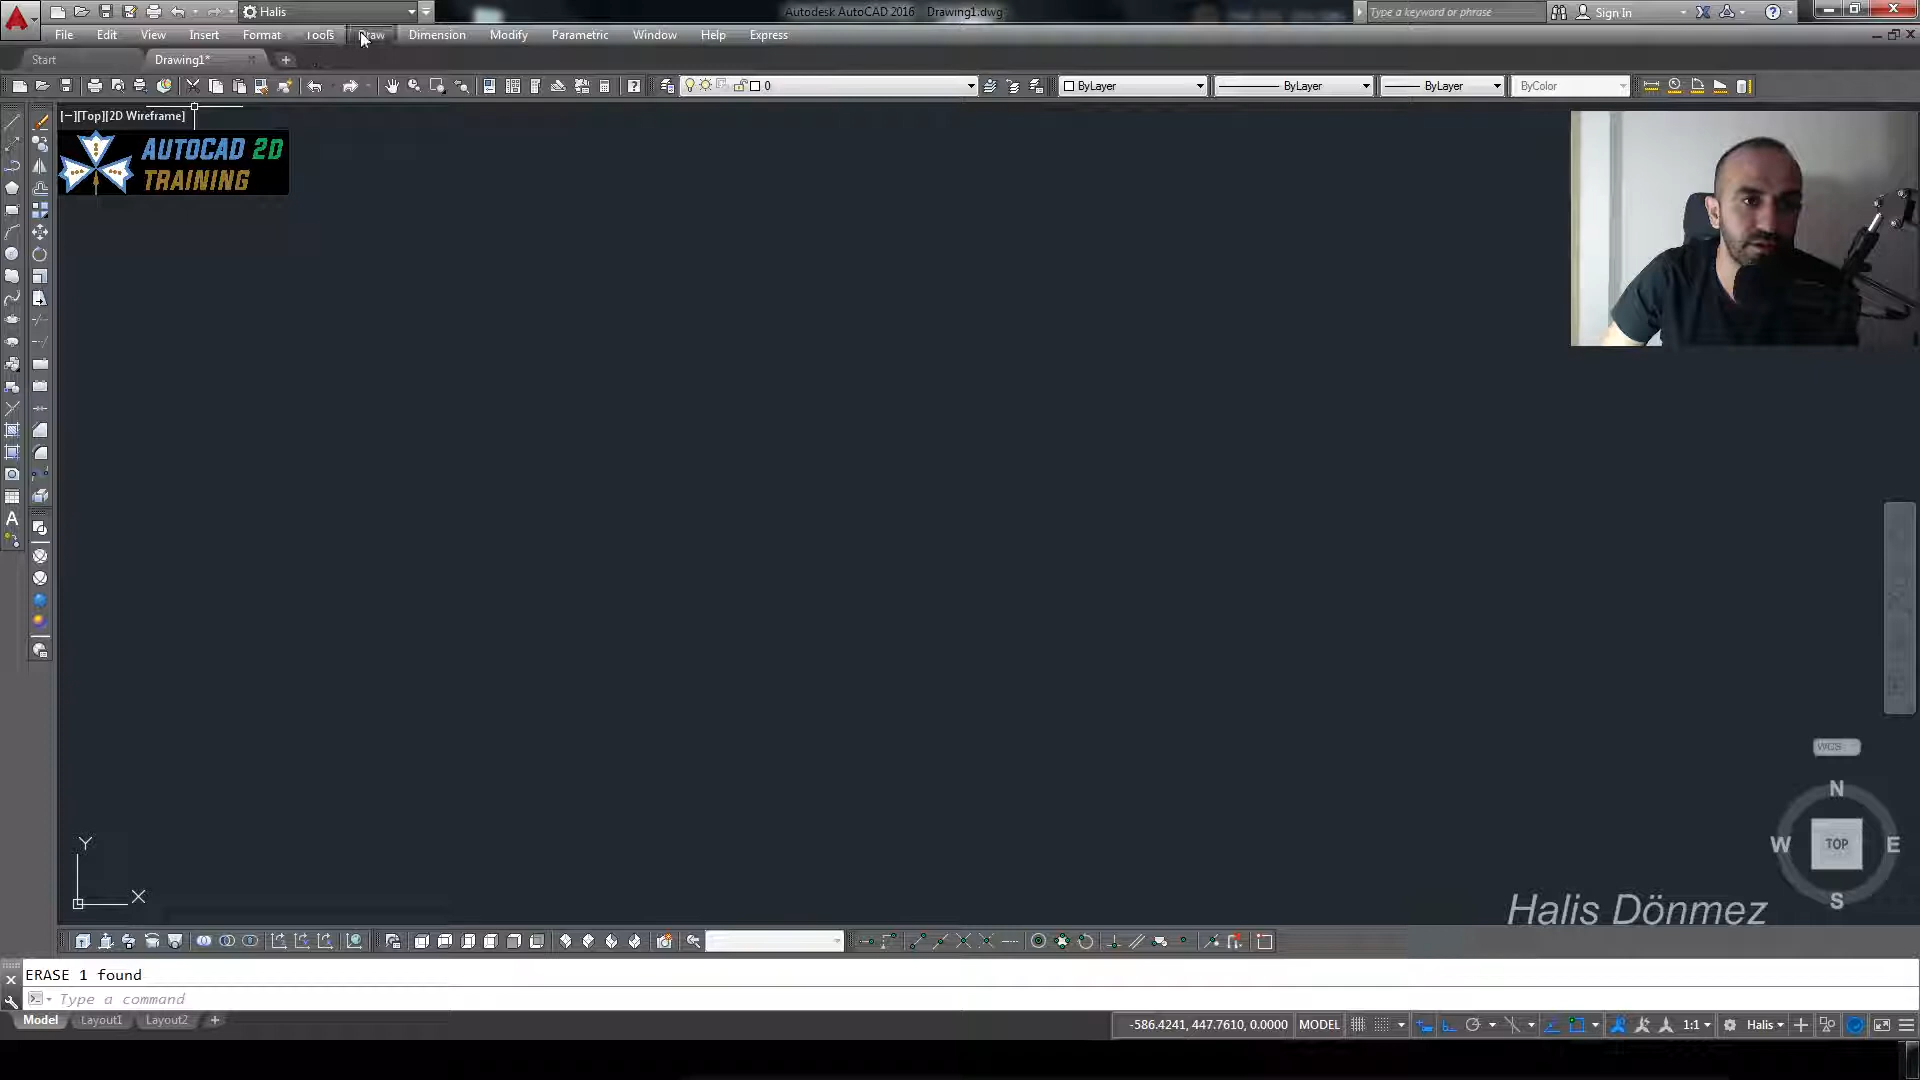 Halis
Autodesk AutoCAD 2016 Drawing1.dwg
Type a keyword or phrase
Sign In
File Edit View Insert Format Tools Draw Dimension Modify Parametric Window Help Express
Start Drawing1*
0
ByLayer
ByLayer
ByLayer
ByColor
[−][Top][2D Wireframe]
AUTOCAD 2D
TRAINING
WCS
N
W TOP E
S
Y
X
Halis Dönmez
ERASE 1 found
Type a command
Model Layout1 Layout2
-586.4241, 447.7610, 0.0000 MODEL 1:1 Halis